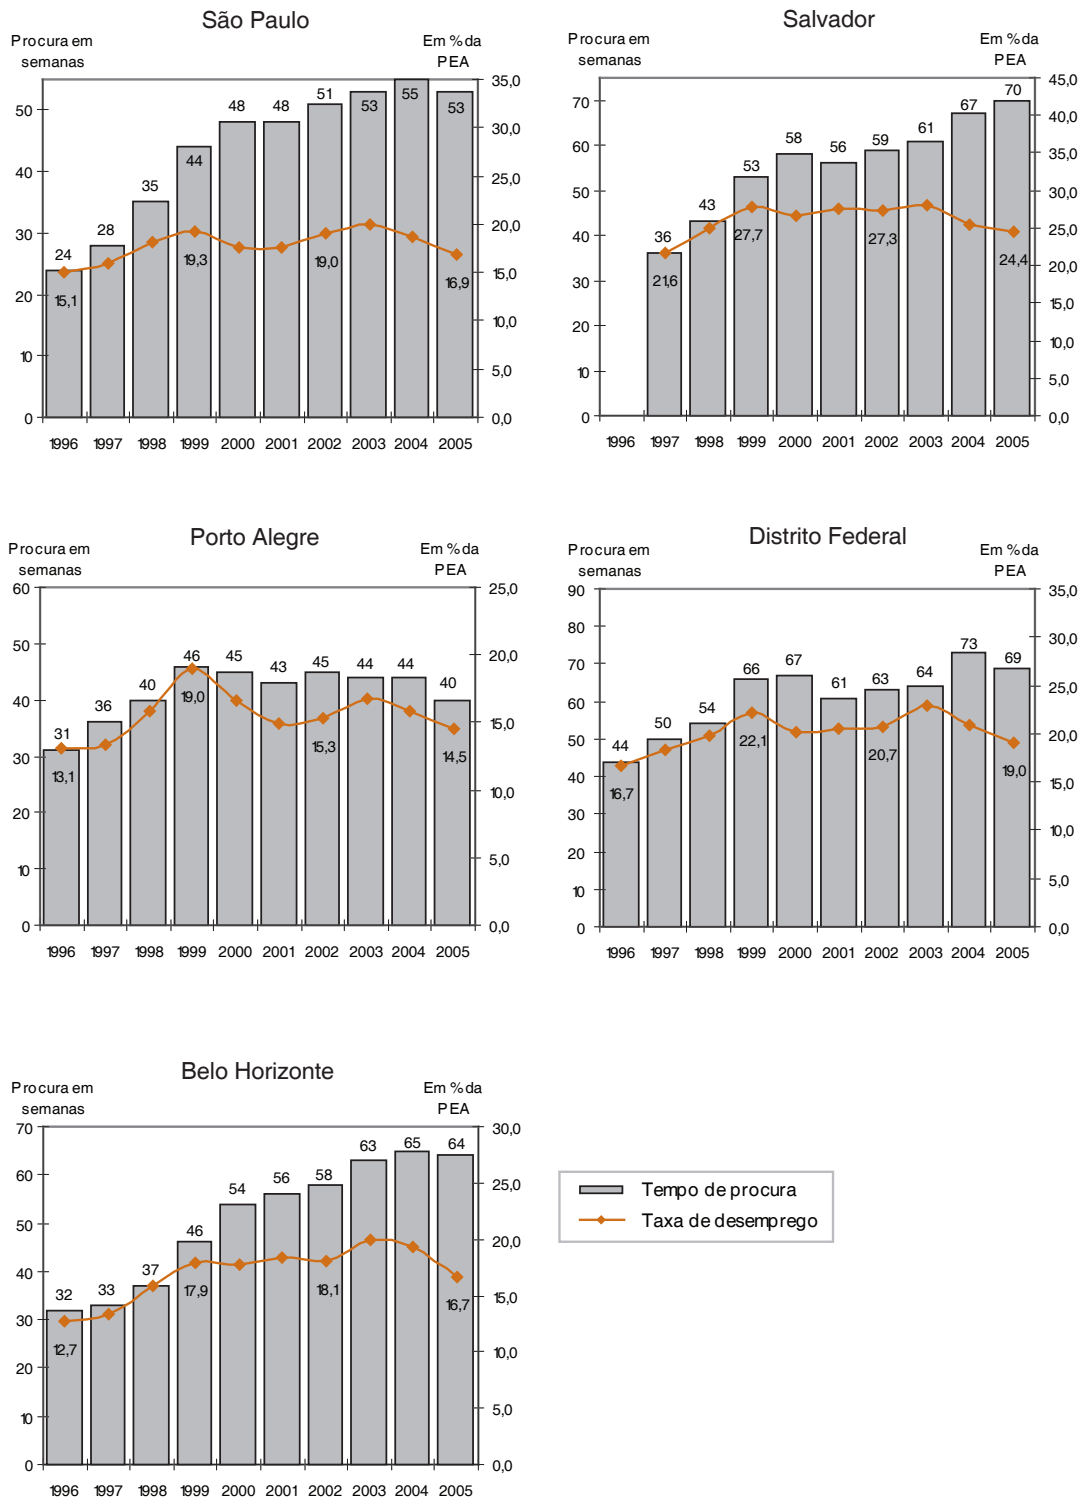 São Paulo
Procura em
semanas
Em % da
PEA
24 28 35 44 48 48 51 53 55 53
15,1 19,3 19,0 16,9
50
40
30
20
10
0
35,0
30,0
25,0
20,0
15,0
10,0
5,0
0,0
1996 1997 1998 1999 2000 2001 2002 2003 2004 2005
Salvador
Procura em
semanas
Em % da
PEA
36 43 53 58 56 59 61 67 70
21,6 27,7 27,3 24,4
70
60
50
40
30
20
10
0
45,0
40,0
35,0
30,0
25,0
20,0
15,0
10,0
5,0
0,0
1996 1997 1998 1999 2000 2001 2002 2003 2004 2005
Porto Alegre
Procura em
semanas
Em % da
PEA
31 36 40 46 45 43 45 44 44 40
13,1 19,0 15,3 14,5
60
50
40
30
20
10
0
25,0
20,0
15,0
10,0
5,0
0,0
1996 1997 1998 1999 2000 2001 2002 2003 2004 2005
Distrito Federal
Procura em
semanas
Em % da
PEA
44 50 54 66 67 61 63 64 73 69
16,7 22,1 20,7 19,0
90
80
70
60
50
40
30
20
10
0
35,0
30,0
25,0
20,0
15,0
10,0
5,0
0,0
1996 1997 1998 1999 2000 2001 2002 2003 2004 2005
Belo Horizonte
Procura em
semanas
Em % da
PEA
32 33 37 46 54 56 58 63 65 64
12,7 17,9 18,1 16,7
70
60
50
40
30
20
10
0
30,0
25,0
20,0
15,0
10,0
5,0
0,0
1996 1997 1998 1999 2000 2001 2002 2003 2004 2005
Tempo de procura
Taxa de desemprego